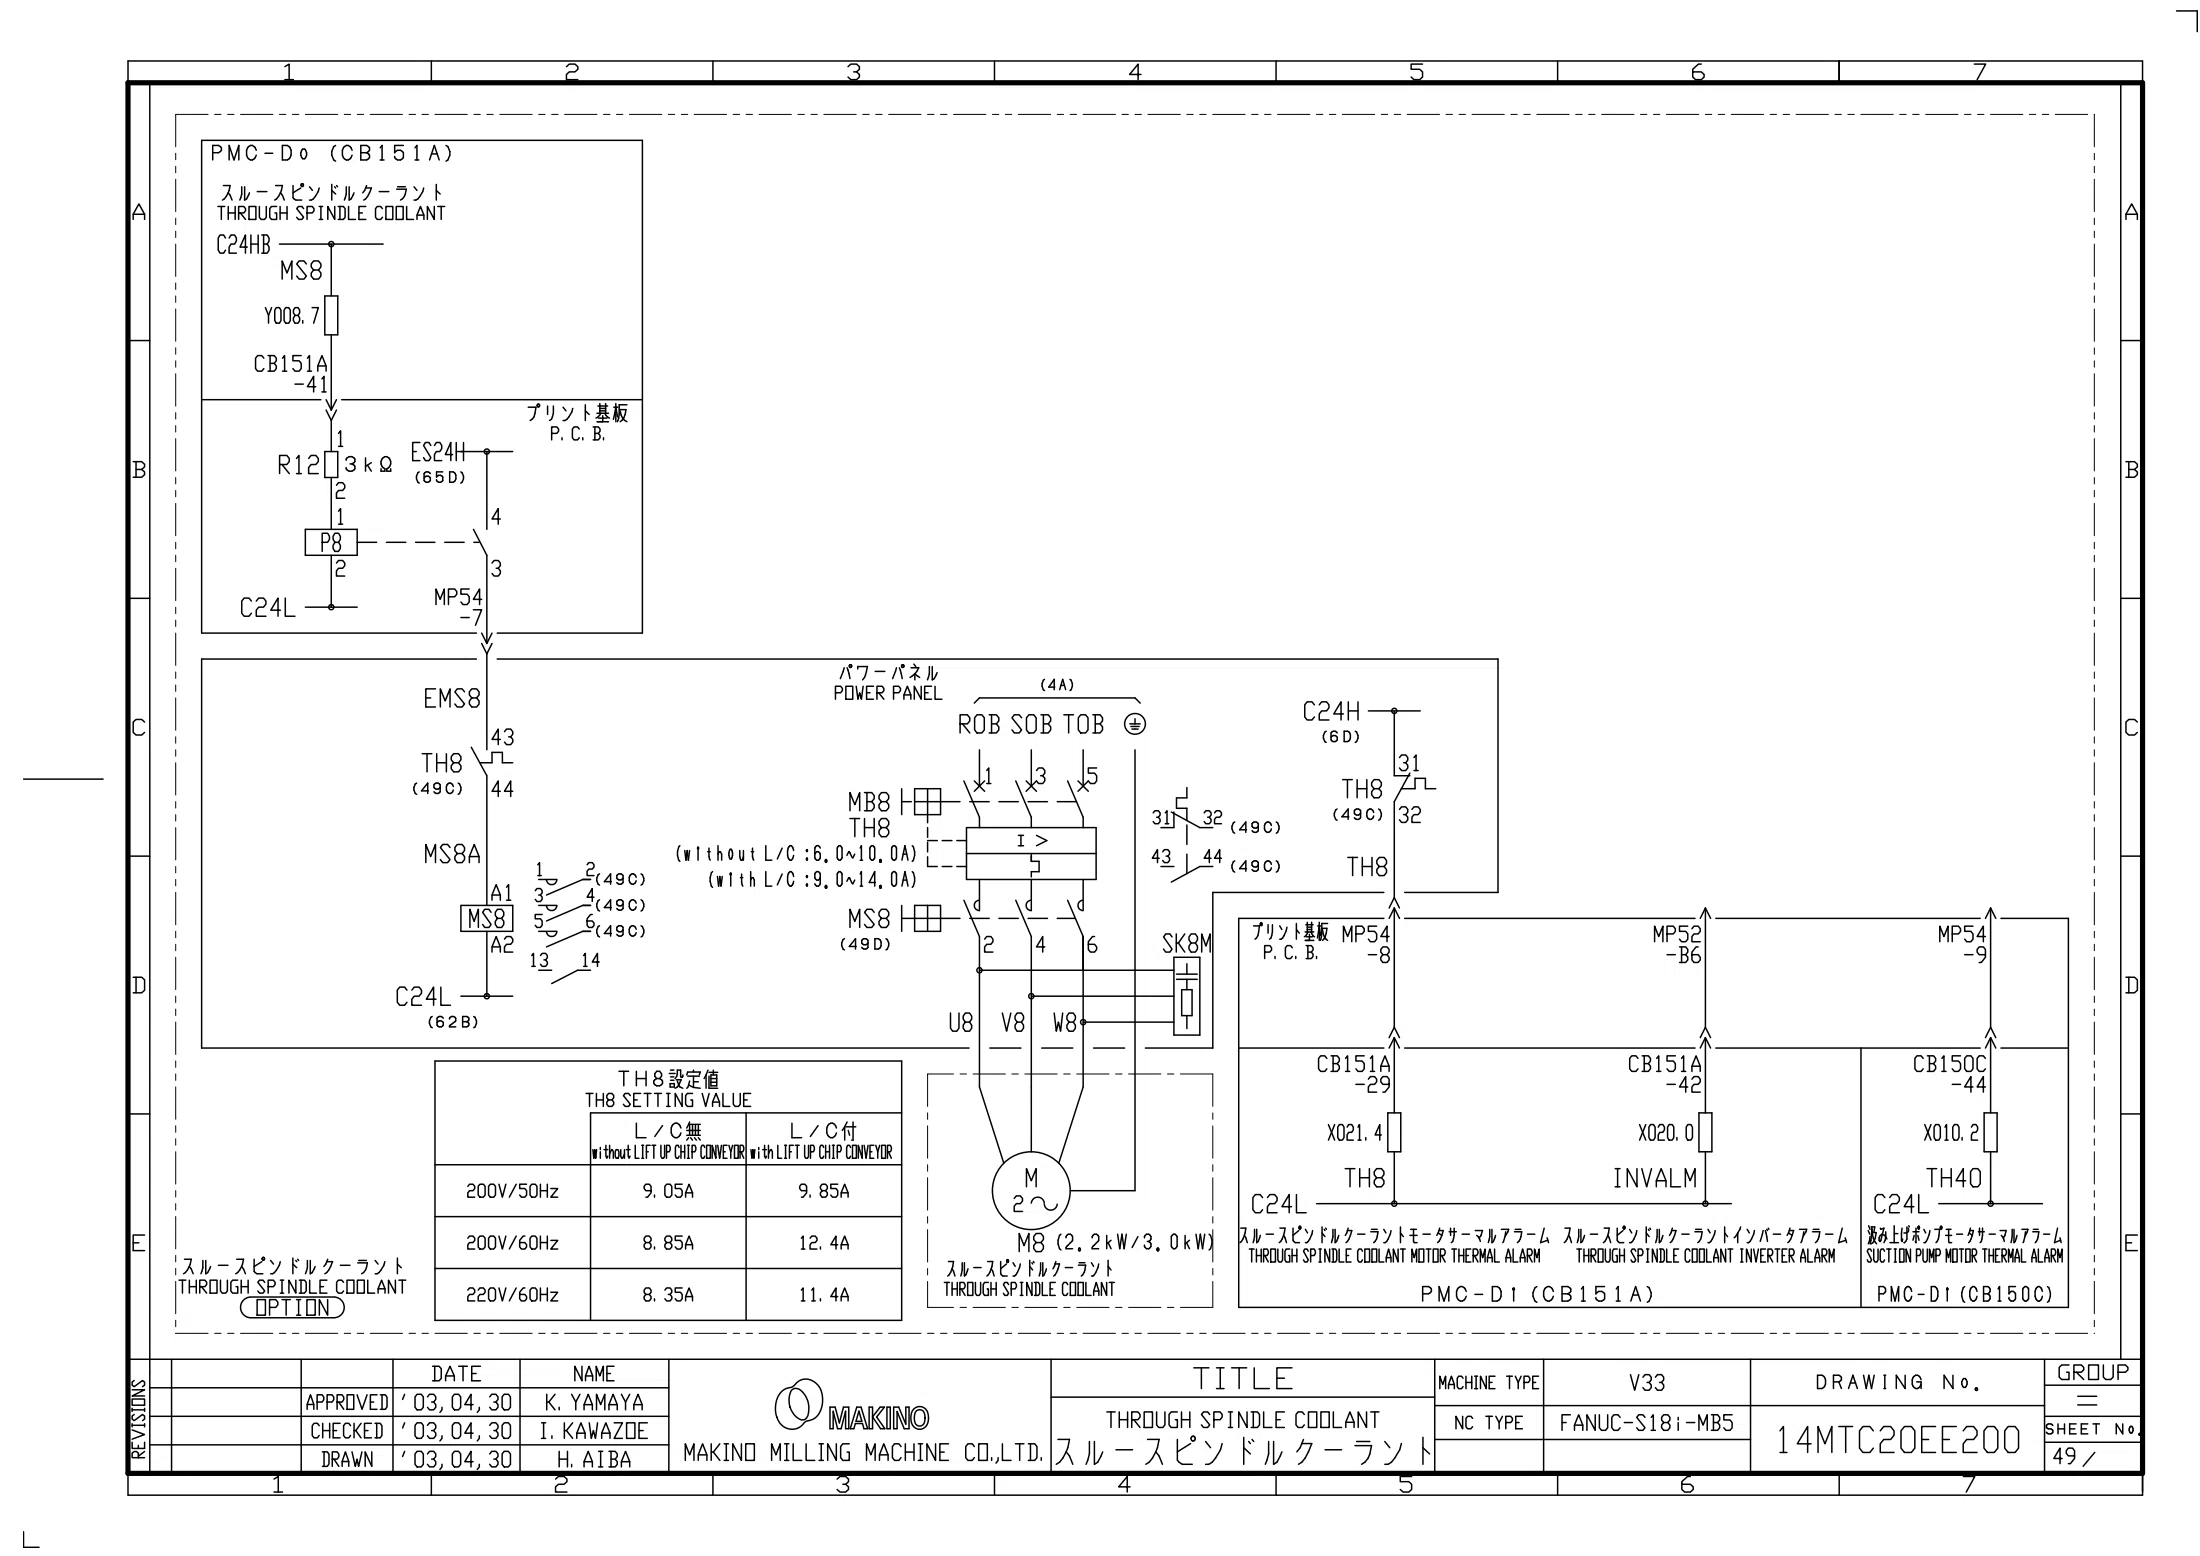 1 2 3 4 5 6 7
A A
B B
C C
D D
E E
PMC-Do (CB151A)
スルースピンドルクーラント
THROUGH SPINDLE COOLANT
C24HB
MS8
Y008.7
CB151A
-41
プリント基板
P.C.B.
1
R12 3kΩ
2
1
P8
2
C24L
ES24H
(65D)
4
3
MP54
-7
パワーパネル
POWER PANEL
EMS8
43
TH8
(49C)
44
MS8A
A1
MS8
A2
C24L
(62B)
1 2 (49C)
3 4 (49C)
5 6 (49C)
13 14
(4A)
R0B S0B T0B
1 3 5
MB8
TH8
I >
(without L/C :6.0~10.0A)
(with L/C :9.0~14.0A)
MS8
(49D)
2 4 6
31 32 (49C)
43 44 (49C)
SK8M
U8 V8 W8
C24H
(6D)
31
TH8
(49C)
32
TH8
プリント基板
P.C.B.
MP54
-8
MP52
-B6
MP54
-9
CB151A
-29
CB151A
-42
CB150C
-44
X021.4
X020.0
X010.2
TH8
INVALM
TH40
C24L
C24L
スルースピンドルクーラントモータサーマルアラーム
THROUGH SPINDLE COOLANT MOTOR THERMAL ALARM
スルースピンドルクーラントインバータアラーム
THROUGH SPINDLE COOLANT INVERTER ALARM
汲み上げポンプモータサーマルアラーム
SUCTION PUMP MOTOR THERMAL ALARM
PMC-Di (CB151A)
PMC-Di (CB150C)
TH8設定値
TH8 SETTING VALUE
L/C無
without LIFT UP CHIP CONVEYOR
L/C付
with LIFT UP CHIP CONVEYOR
200V/50Hz 9.05A 9.85A
200V/60Hz 8.85A 12.4A
220V/60Hz 8.35A 11.4A
M
2~
M8 (2.2kW/3.0kW)
スルースピンドルクーラント
THROUGH SPINDLE COOLANT
スルースピンドルクーラント
THROUGH SPINDLE COOLANT
OPTION
REVISIONS
DATE NAME
APPROVED '03,04,30 K. YAMAYA
CHECKED '03,04,30 I. KAWAZOE
DRAWN '03,04,30 H. AIBA
MAKINO
MAKINO MILLING MACHINE CO.,LTD.
TITLE
THROUGH SPINDLE COOLANT
スルースピンドルクーラント
MACHINE TYPE V33
NC TYPE FANUC-S18i-MB5
DRAWING No.
14MTC20EE200
GROUP
=
SHEET No.
49/
1 2 3 4 5 6 7